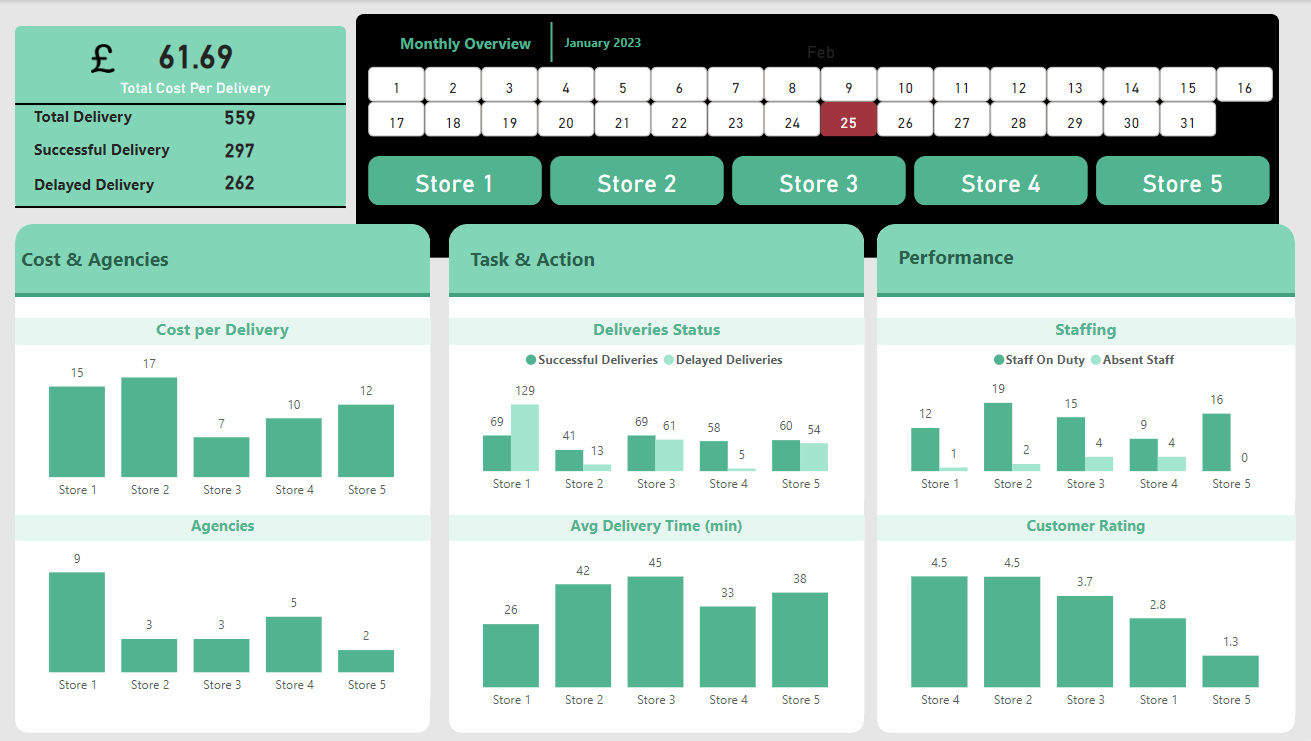 £ 61.69
Total Cost Per Delivery
Total Delivery 559
Successful Delivery 297
Delayed Delivery 262
Monthly Overview January 2023
Feb
1 2 3 4 5 6 7 8 9 10 11 12 13 14 15 16
17 18 19 20 21 22 23 24 25 26 27 28 29 30 31
Store 1 Store 2 Store 3 Store 4 Store 5
Cost & Agencies
Cost per Delivery
15 17 7 10 12
Store 1 Store 2 Store 3 Store 4 Store 5
Agencies
9 3 3 5 2
Store 1 Store 2 Store 3 Store 4 Store 5
Task & Action
Deliveries Status
Successful Deliveries Delayed Deliveries
69 129 41 13 69 61 58 5 60 54
Store 1 Store 2 Store 3 Store 4 Store 5
Avg Delivery Time (min)
26 42 45 33 38
Store 1 Store 2 Store 3 Store 4 Store 5
Performance
Staffing
Staff On Duty Absent Staff
12 1 19 2 15 4 9 4 16 0
Store 1 Store 2 Store 3 Store 4 Store 5
Customer Rating
4.5 4.5 3.7 2.8 1.3
Store 4 Store 2 Store 3 Store 1 Store 5